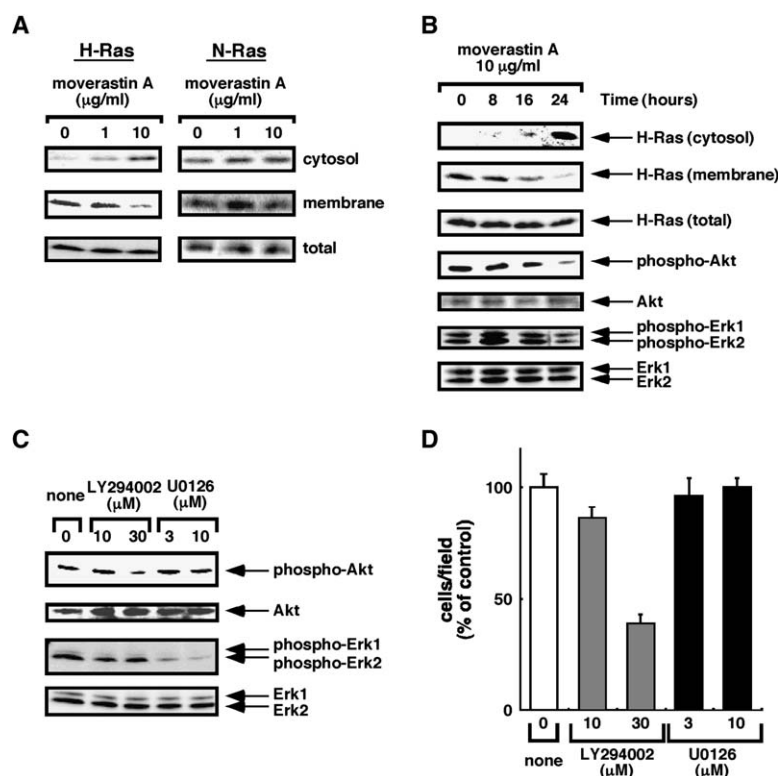 A
H-Ras N-Ras
moverastin A moverastin A
(μg/ml) (μg/ml)
0 1 10 0 1 10
cytosol
membrane
total
B
moverastin A
10 μg/ml
0 8 16 24 Time (hours)
H-Ras (cytosol)
H-Ras (membrane)
H-Ras (total)
phospho-Akt
Akt
phospho-Erk1
phospho-Erk2
Erk1
Erk2
C
none LY294002 U0126
(μM) (μM)
0 10 30 3 10
phospho-Akt
Akt
phospho-Erk1
phospho-Erk2
Erk1
Erk2
D
cells/field
(% of control)
100
50
0
0 10 30 3 10
none LY294002 U0126
(μM) (μM)